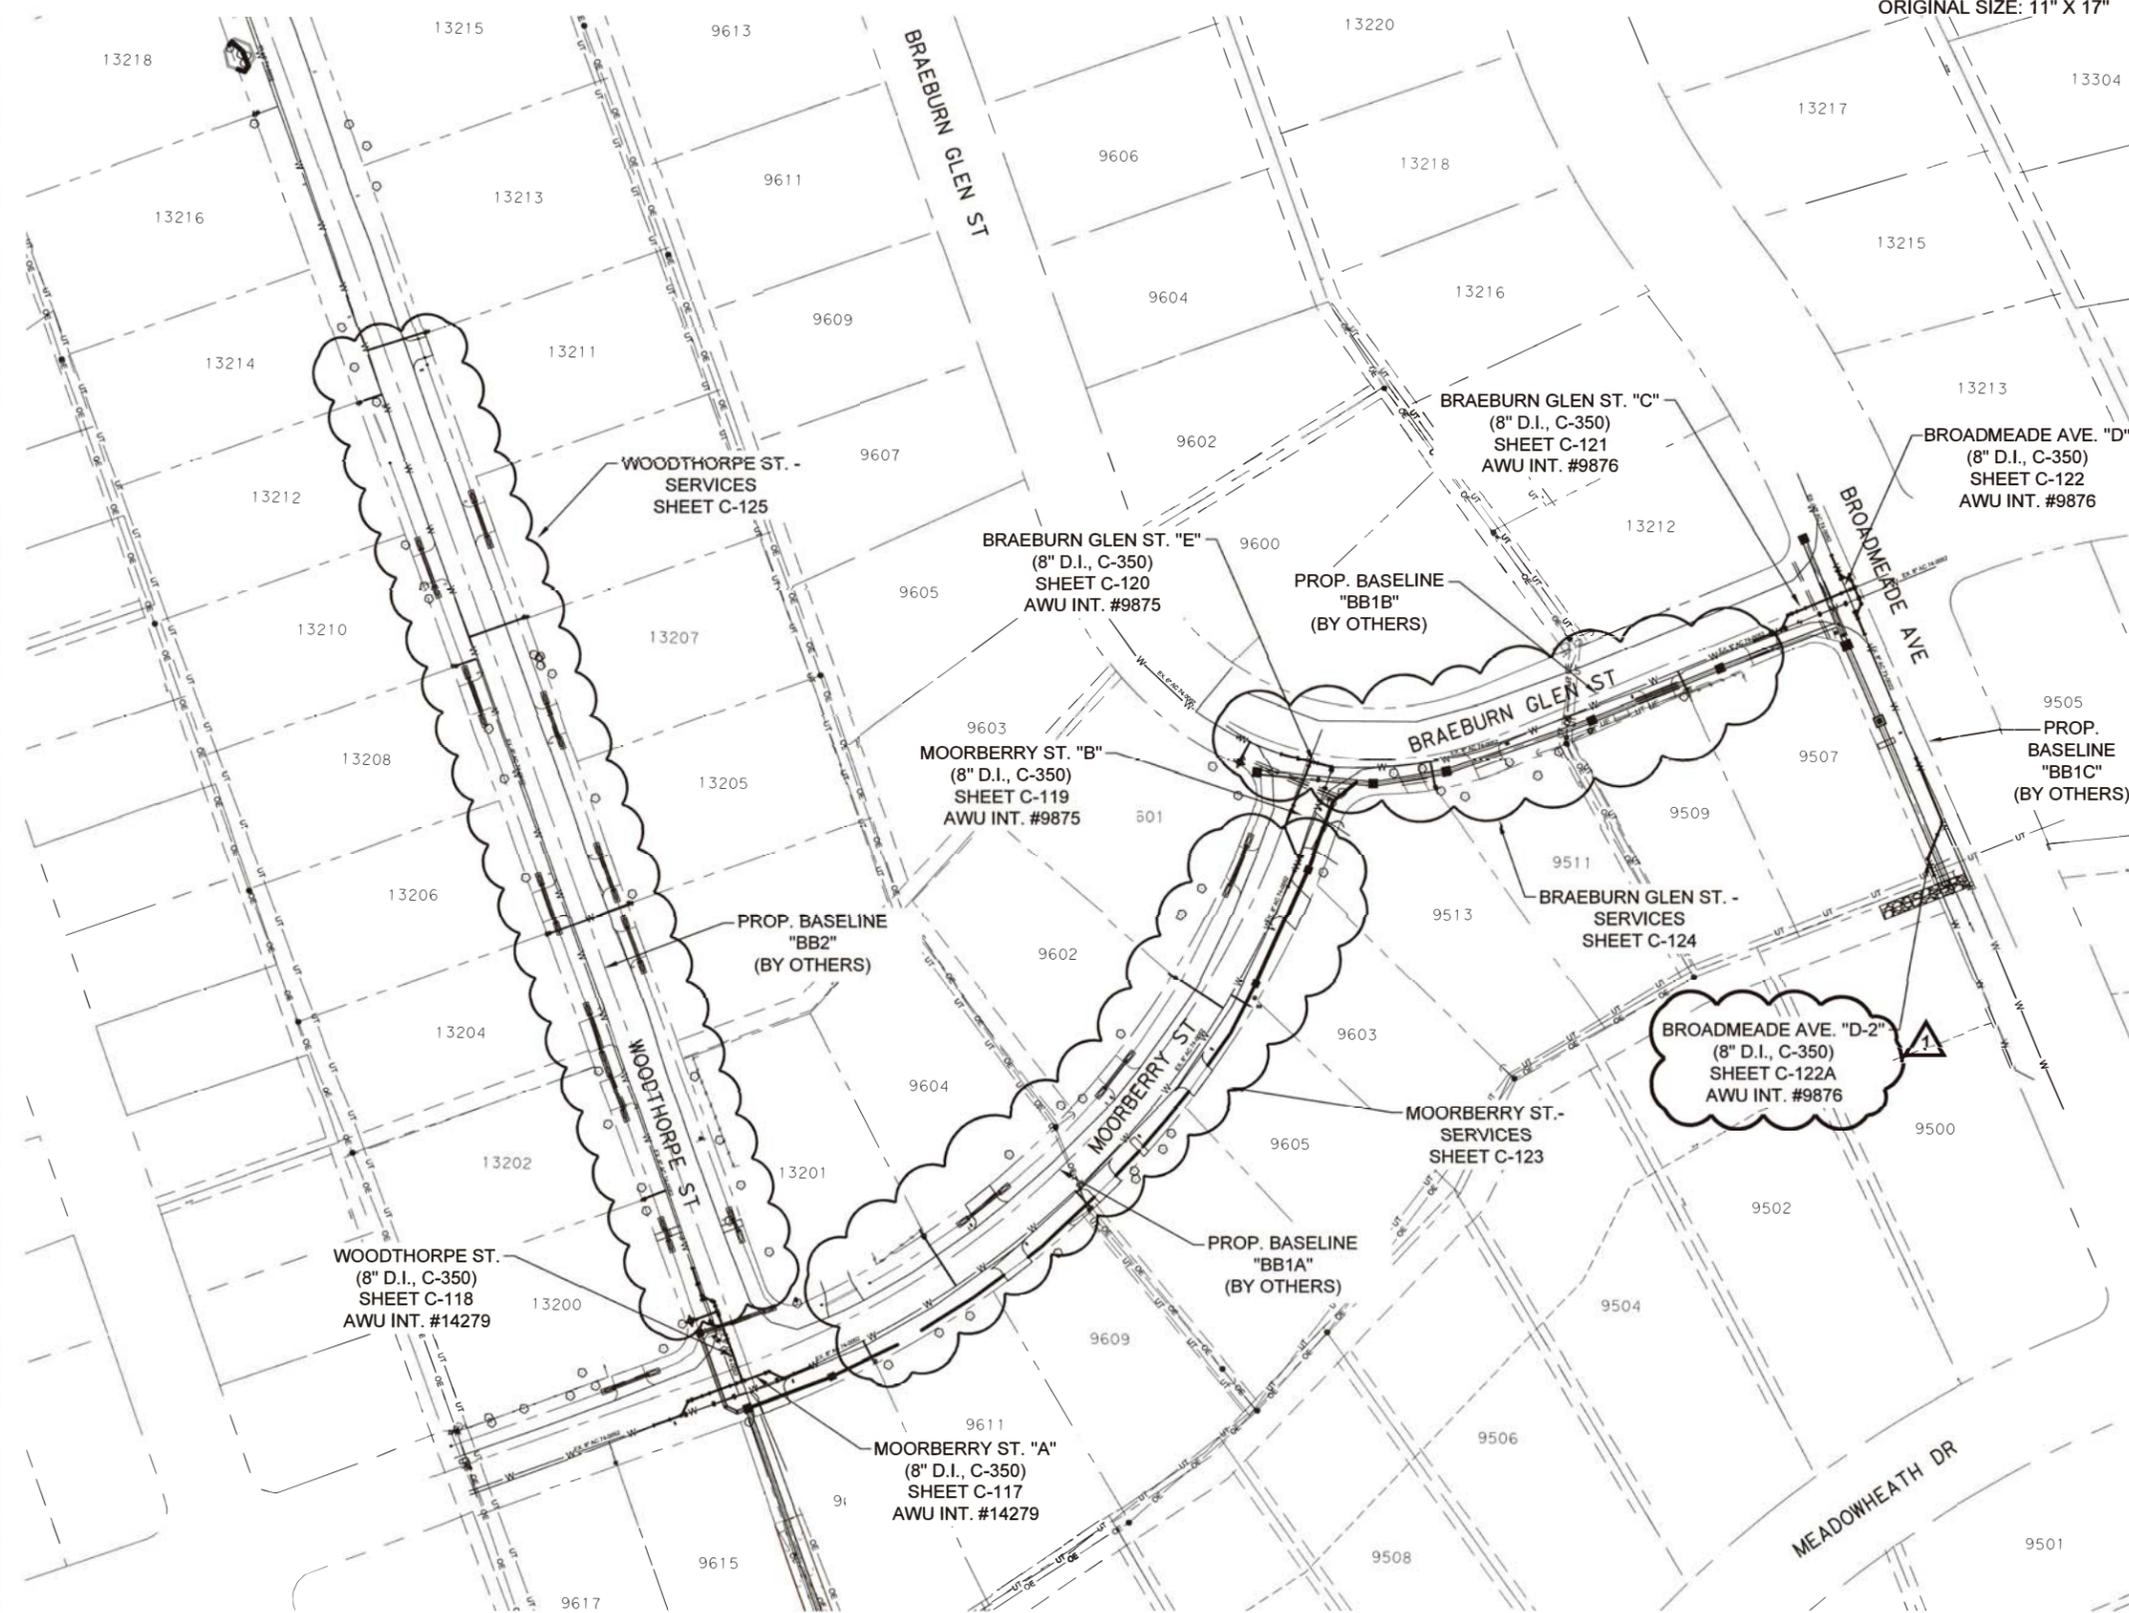 ORIGINAL SIZE: 11" X 17"
13215
9613
13220
13218
13304
13217
BRAEBURN GLEN ST
9606
13218
9611
13213
13216
13215
9604
13216
9609
13211
13214
13213
BRAEBURN GLEN ST. "C"
(8" D.I., C-350)
SHEET C-121
AWU INT. #9876
BROADMEADE AVE. "D"
(8" D.I., C-350)
SHEET C-122
AWU INT. #9876
9602
9607
WOODTHORPE ST. -
SERVICES
SHEET C-125
13212
13212
BROADMEADE AVE
BRAEBURN GLEN ST. "E"
(8" D.I., C-350)
SHEET C-120
AWU INT. #9875
9600
PROP. BASELINE
"BB1B"
(BY OTHERS)
9605
13210
13207
9505
BRAEBURN GLEN ST
9603
PROP.
BASELINE
"BB1C"
(BY OTHERS)
MOORBERRY ST. "B"
(8" D.I., C-350)
SHEET C-119
AWU INT. #9875
9507
13208
13205
601
9509
9511
13206
BRAEBURN GLEN ST. -
SERVICES
SHEET C-124
9513
PROP. BASELINE
"BB2"
(BY OTHERS)
9602
13204
WOODTHORPE ST
9603
BROADMEADE AVE. "D-2"
(8" D.I., C-350)
SHEET C-122A
AWU INT. #9876
1
9604
MOORBERRY ST
MOORBERRY ST.-
SERVICES
SHEET C-123
9500
9605
13202
13201
9502
PROP. BASELINE
"BB1A"
(BY OTHERS)
WOODTHORPE ST.
(8" D.I., C-350)
SHEET C-118
AWU INT. #14279
13200
9504
9609
9611
9506
MOORBERRY ST. "A"
(8" D.I., C-350)
SHEET C-117
AWU INT. #14279
MEADOWHEATH DR
9501
9508
9615
9617